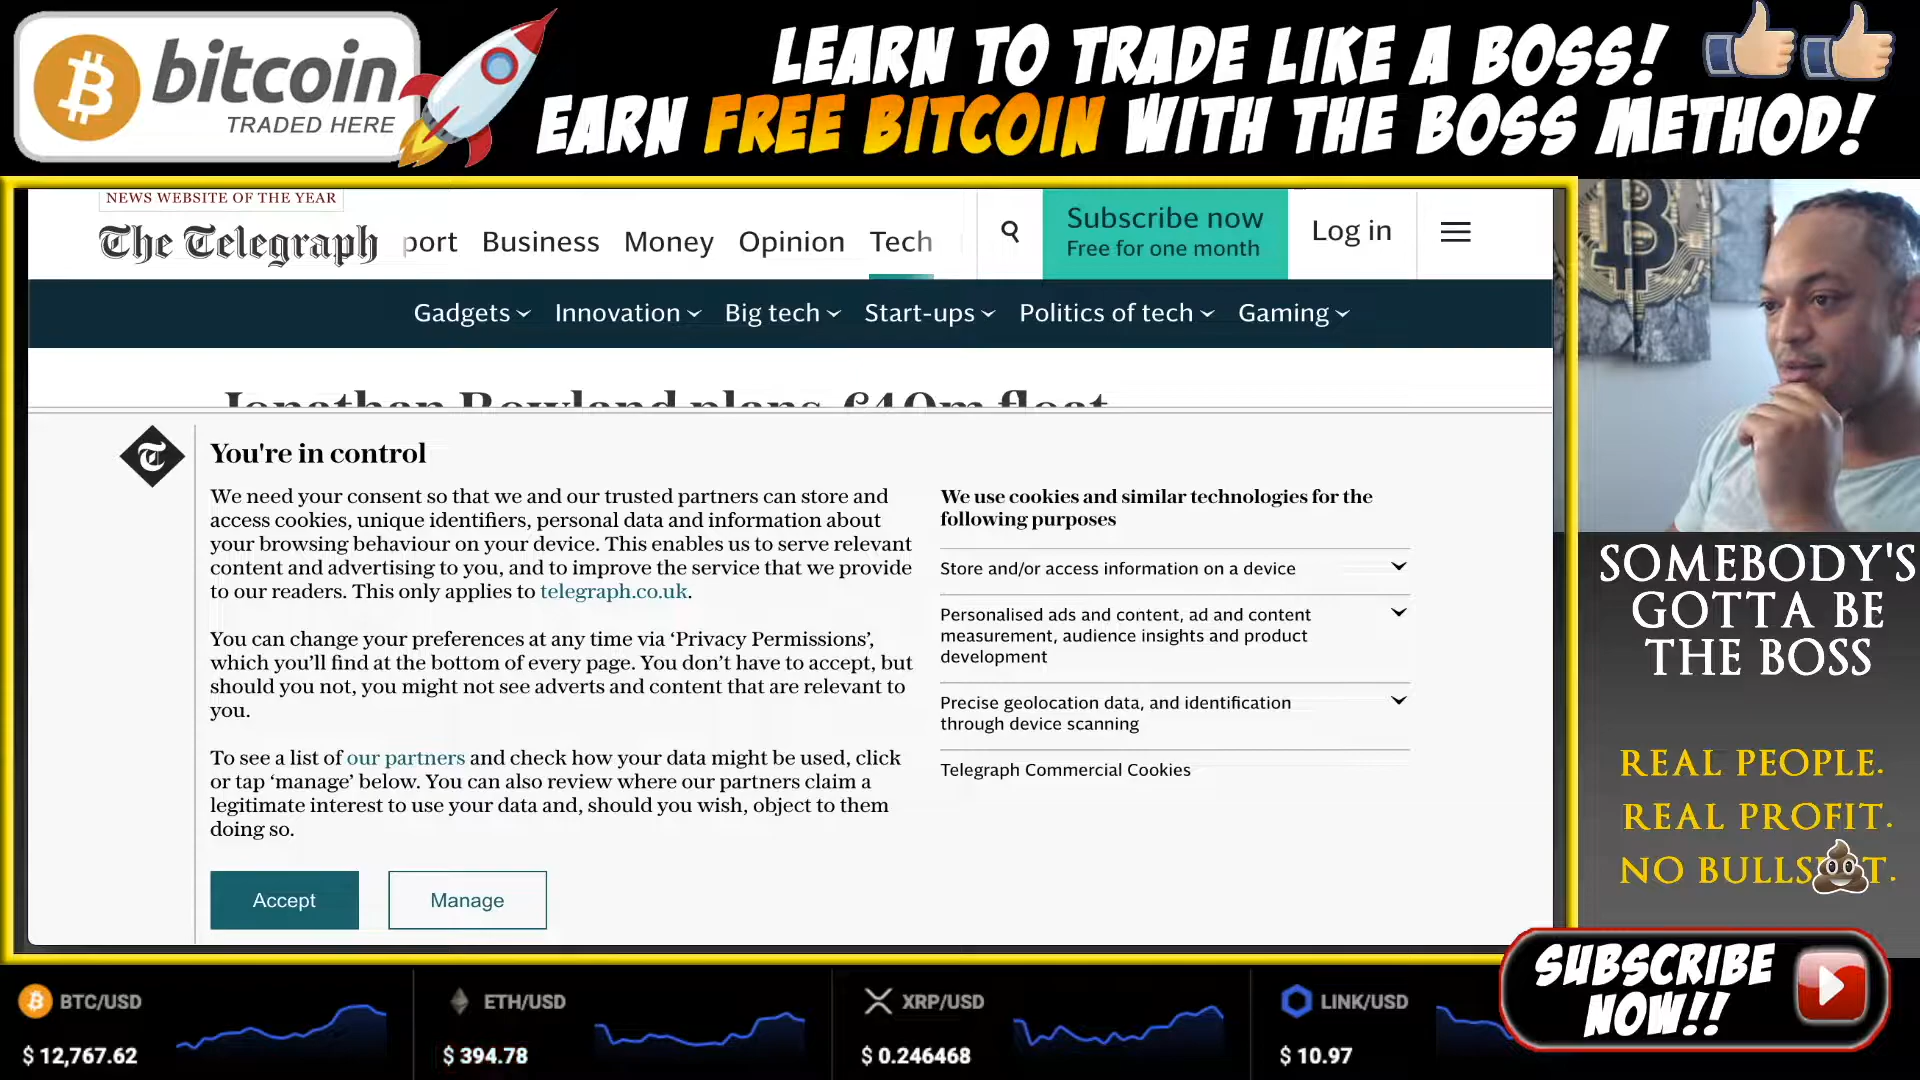 bitcoin
TRADED HERE
LEARN TO TRADE LIKE A BOSS!
EARN FREE BITCOIN WITH THE BOSS METHOD!
NEWS WEBSITE OF THE YEAR
The Telegraph
port Business Money Opinion Tech
Subscribe now
Free for one month
Log in
Gadgets Innovation Big tech Start-ups Politics of tech Gaming
Jonathan Rowland plans £40m float
You're in control
We need your consent so that we and our trusted partners can store and
access cookies, unique identifiers, personal data and information about
your browsing behaviour on your device. This enables us to serve relevant
content and advertising to you, and to improve the service that we provide
to our readers. This only applies to telegraph.co.uk.
You can change your preferences at any time via ‘Privacy Permissions’,
which you’ll find at the bottom of every page. You don’t have to accept, but
should you not, you might not see adverts and content that are relevant to
you.
To see a list of our partners and check how your data might be used, click
or tap ‘manage’ below. You can also review where our partners claim a
legitimate interest to use your data and, should you wish, object to them
doing so.
Accept Manage
We use cookies and similar technologies for the
following purposes
Store and/or access information on a device
Personalised ads and content, ad and content
measurement, audience insights and product
development
Precise geolocation data, and identification
through device scanning
Telegraph Commercial Cookies
SOMEBODY'S
GOTTA BE
THE BOSS
REAL PEOPLE.
REAL PROFIT.
NO BULLS T.
SUBSCRIBE
NOW!!
BTC/USD
$ 12,767.62
ETH/USD
$ 394.78
XRP/USD
$ 0.246468
LINK/USD
$ 10.97